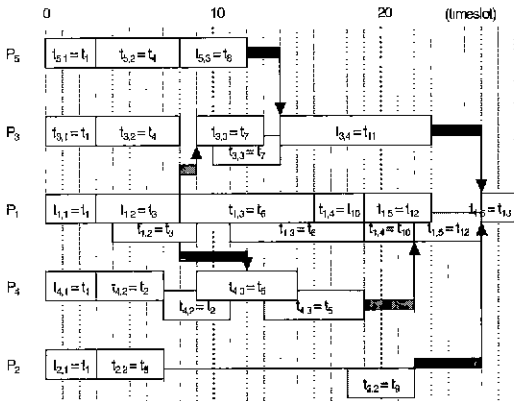 0 10 20 (timeslot)
P5 t5,1=t1 t5,2=t4 t5,3=t8
P3 t3,1=t1 t3,2=t4 t3,3=t7 t3,4=t11
t3,3=t7
P1 t1,1=t1 t1,2=t3 t1,3=t6 t1,4=t10 t1,5=t12 t1,6=t13
t1,2=t3 t1,3=t6 t1,4=t10 t1,5=t12
P4 t4,1=t1 t4,2=t2 t4,3=t5
t4,2=t2 t4,3=t5
P2 t2,1=t1
t2,2=t9